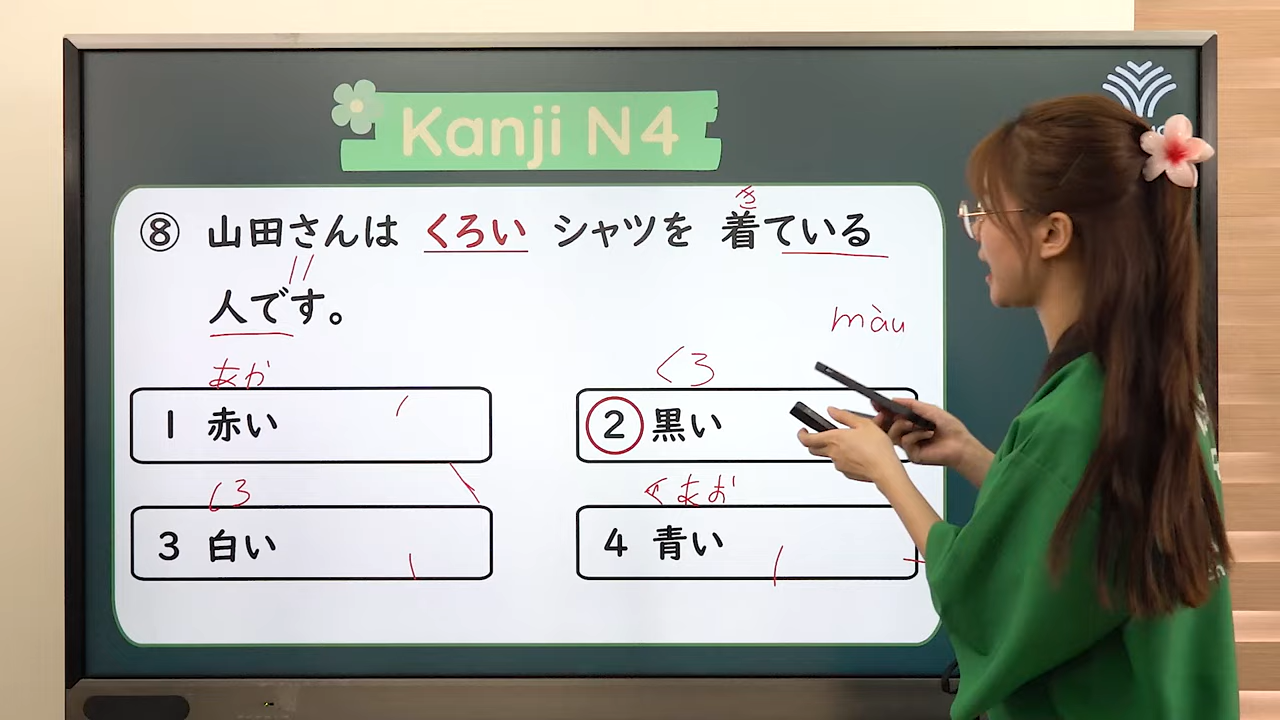 Kanji N4
き
⑧ 山田さんは くろい シャツを 着ている
人です。
màu
あか
くろ
1 赤い
2 黒い
しろ
あお
3 白い
4 青い